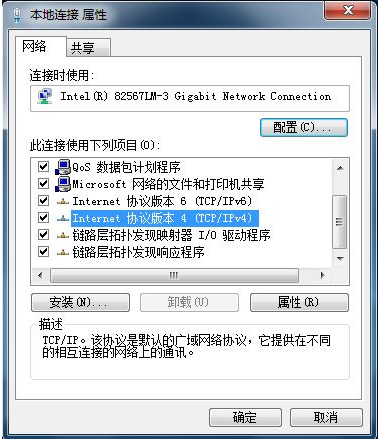 本地连接 属性
网络
共享
连接时使用:
Intel(R) 82567LM-3 Gigabit Network Connection
配置(C)...
此连接使用下列项目(O):
QoS 数据包计划程序
Microsoft 网络的文件和打印机共享
Internet 协议版本 6 (TCP/IPv6)
Internet 协议版本 4 (TCP/IPv4)
链路层拓扑发现映射器 I/O 驱动程序
链路层拓扑发现响应程序
安装(N)...
卸载(U)
属性(R)
描述
TCP/IP。该协议是默认的广域网络协议，它提供在不同
的相互连接的网络上的通讯。
确定
取消